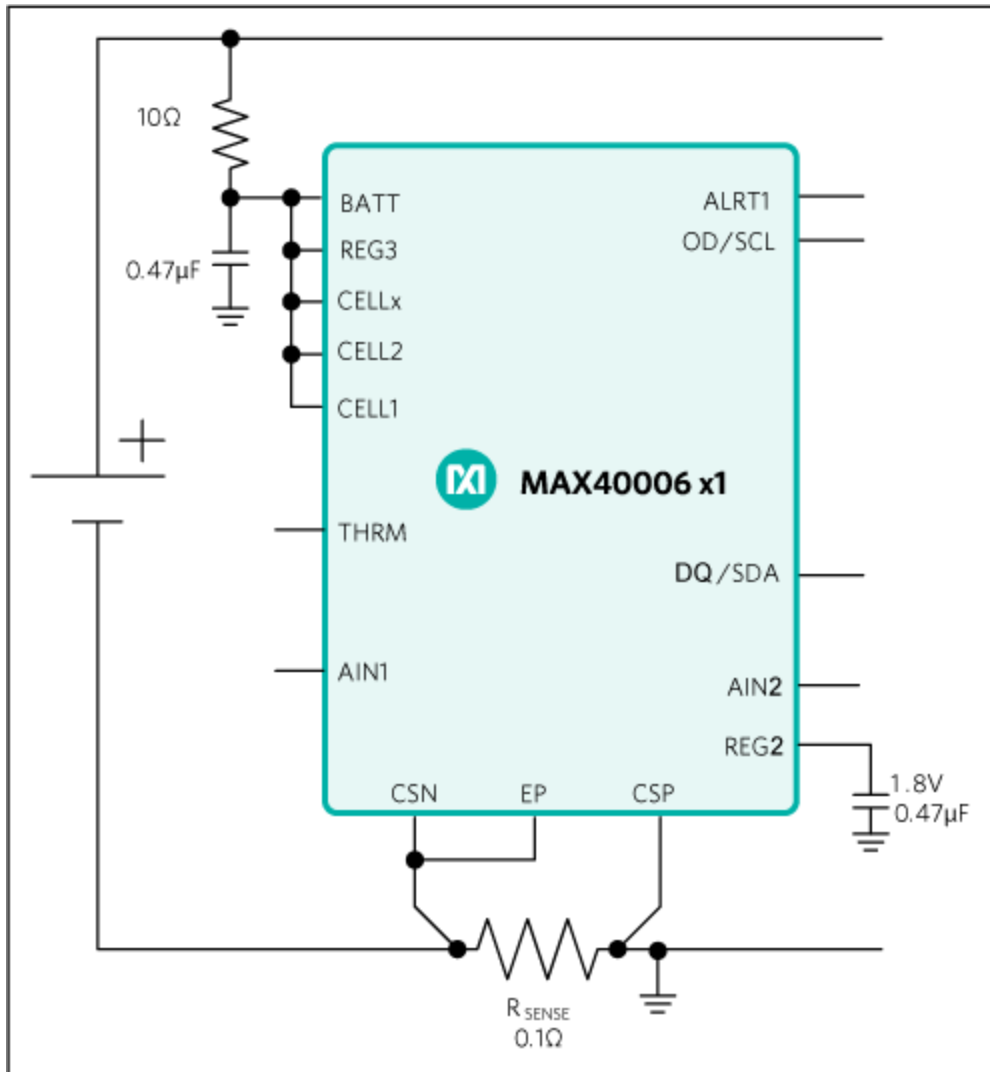 10Ω
0.47µF
BATT
REG3
CELLx
CELL2
CELL1
THRM
AIN1
ALRT1
OD/SCL
MAX40006 x1
DQ/SDA
AIN2
REG2
1.8V
0.47µF
CSN
EP
CSP
+
R SENSE
0.1Ω